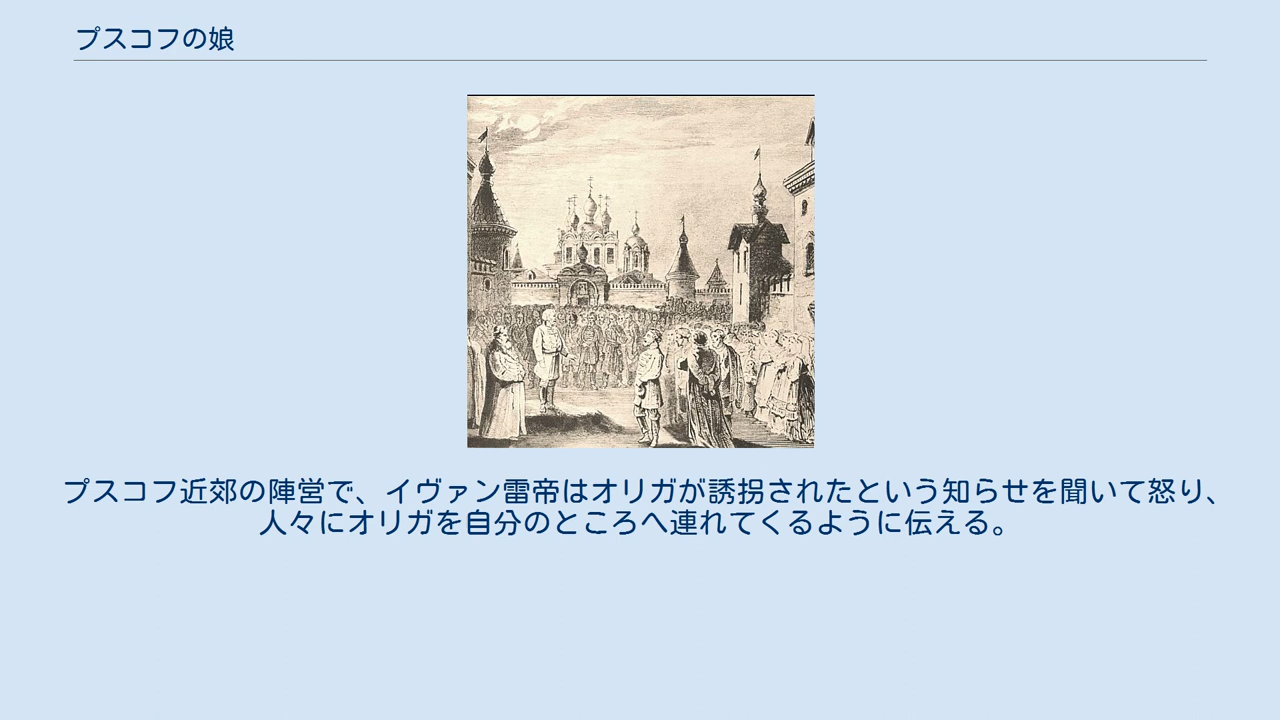 プスコフの娘
プスコフ近郊の陣営で、イヴァン雷帝はオリガが誘拐されたという知らせを聞いて怒り、
人々にオリガを自分のところへ連れてくるように伝える。